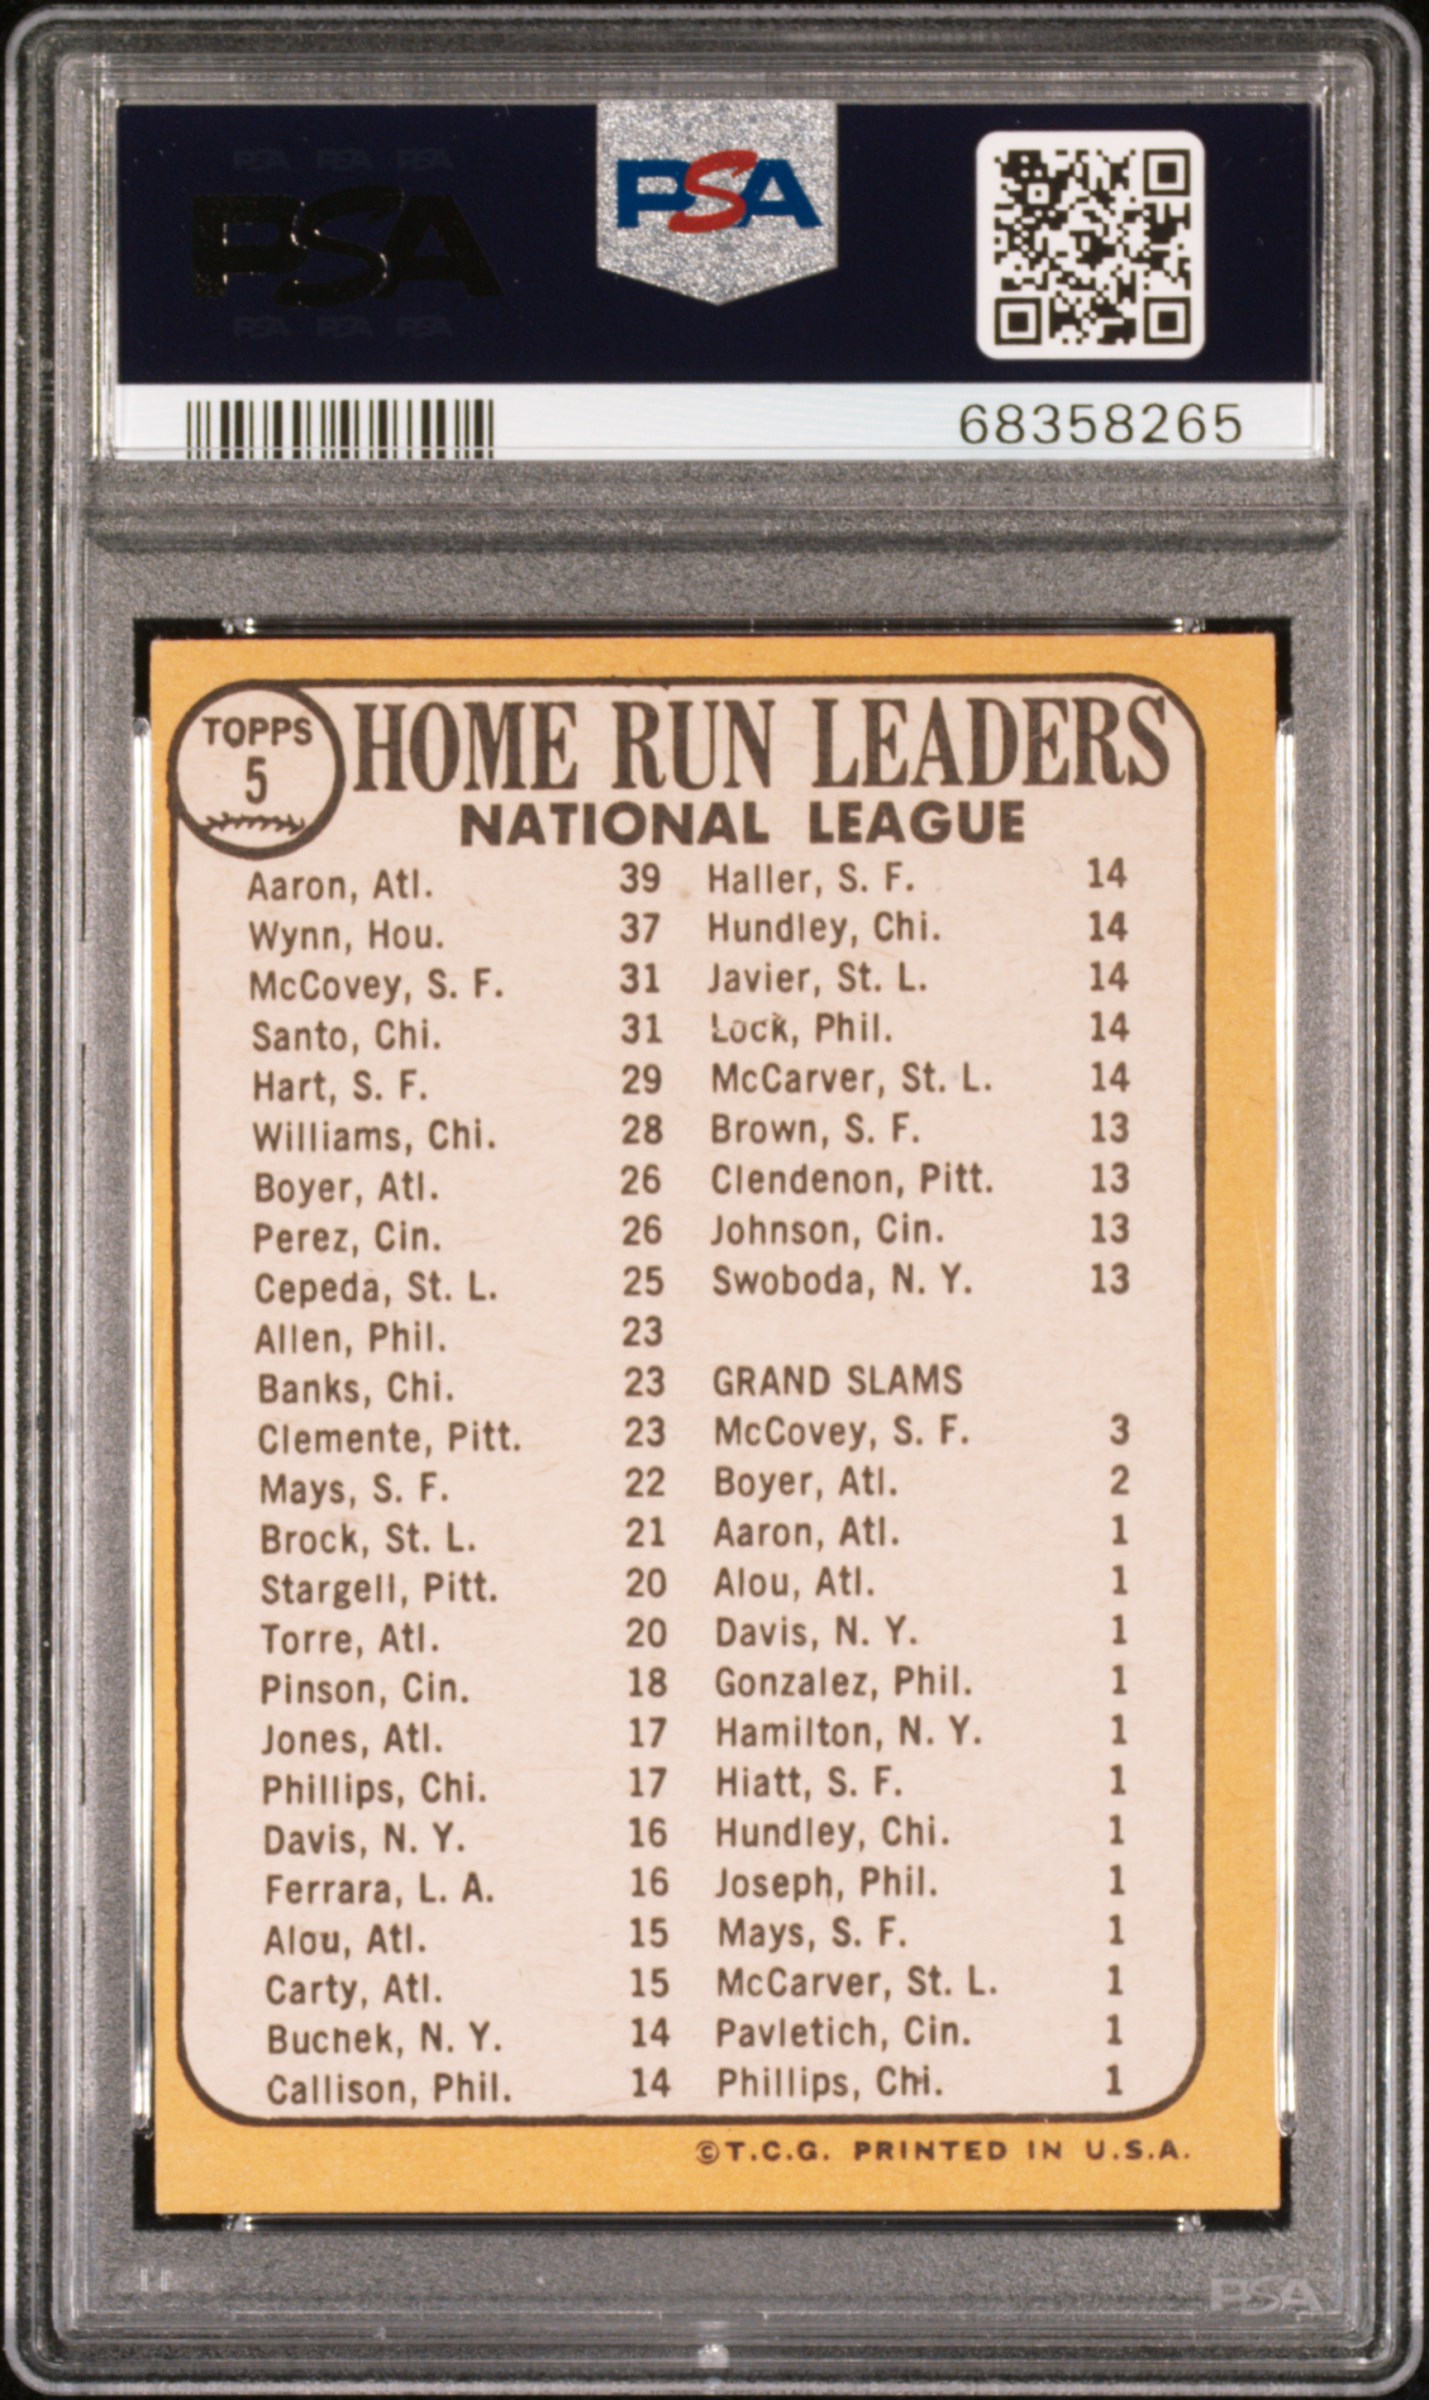 PSA PSA PSA
PSA
PSA PSA PSA
PSA
68358265
TOPPS
5
HOME RUN LEADERS
NATIONAL LEAGUE
Aaron, Atl. 39
Wynn, Hou. 37
McCovey, S. F. 31
Santo, Chi. 31
Hart, S. F. 29
Williams, Chi. 28
Boyer, Atl. 26
Perez, Cin. 26
Cepeda, St. L. 25
Allen, Phil. 23
Banks, Chi. 23
Clemente, Pitt. 23
Mays, S. F. 22
Brock, St. L. 21
Stargell, Pitt. 20
Torre, Atl. 20
Pinson, Cin. 18
Jones, Atl. 17
Phillips, Chi. 17
Davis, N. Y. 16
Ferrara, L. A. 16
Alou, Atl. 15
Carty, Atl. 15
Buchek, N. Y. 14
Callison, Phil. 14
Haller, S. F. 14
Hundley, Chi. 14
Javier, St. L. 14
Lock, Phil. 14
McCarver, St. L. 14
Brown, S. F. 13
Clendenon, Pitt. 13
Johnson, Cin. 13
Swoboda, N. Y. 13
GRAND SLAMS
McCovey, S. F. 3
Boyer, Atl. 2
Aaron, Atl. 1
Alou, Atl. 1
Davis, N. Y. 1
Gonzalez, Phil. 1
Hamilton, N. Y. 1
Hiatt, S. F. 1
Hundley, Chi. 1
Joseph, Phil. 1
Mays, S. F. 1
McCarver, St. L. 1
Pavletich, Cin. 1
Phillips, Chi. 1
©T.C.G. PRINTED IN U.S.A.
PSA